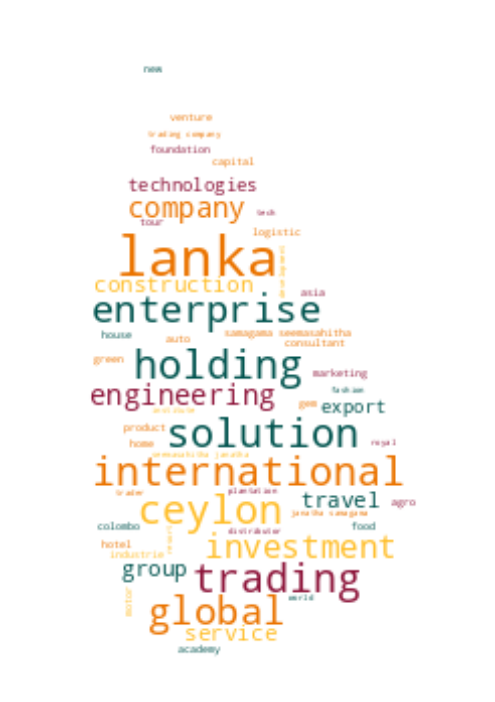 new
venture
trading company
foundation
capital
technologies
company
tech
tour
logistic
lanka
construction
asia
enterprise
house
samagama seemasahitha
auto
consultant
green
holding
marketing
fashion
engineering
gem
export
institute
product
solution
home
royal
seemasahitha janatha
international
trader
plantation
travel
agro
ceylon
janatha samagama
colombo
food
distributor
investment
hotel
industrie
group
trading
motor
world
global
service
academy